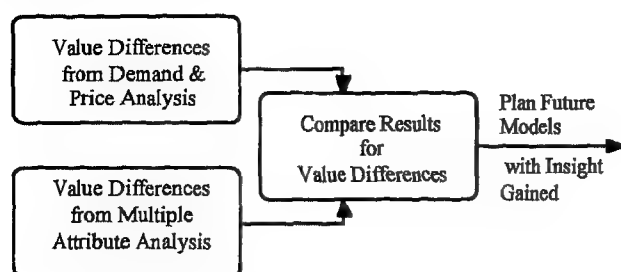 Value Differences
from Demand &
Price Analysis
Compare Results
for
Value Differences
Plan Future
Models
with Insight
Gained
Value Differences
from Multiple
Attribute Analysis